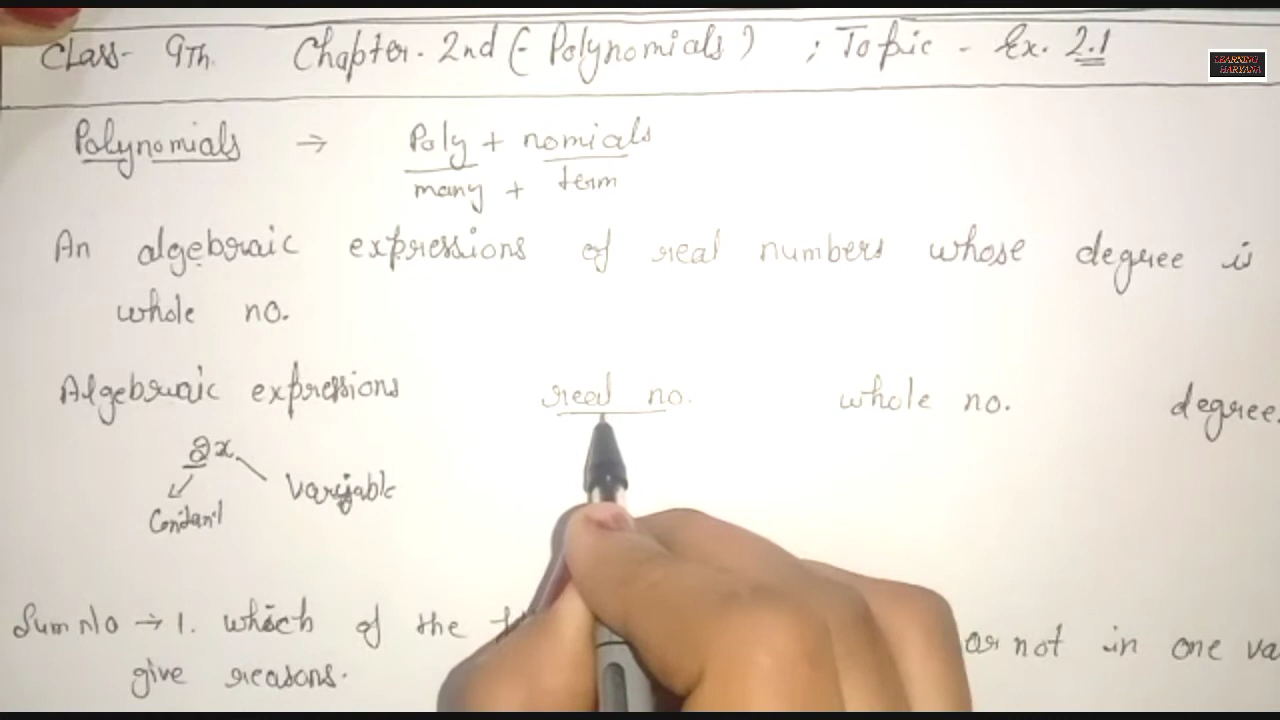 Class- 9Th. Chapter. 2nd (- Polynomials) ; Topic - Ex. 2.1
LEARNING
HARYANA
Polynomials → Poly + nomials
many + term
An algebraic expressions of real numbers whose degree is
whole no.
Algebraic expressions real no. whole no. degree.
2x
Constant Variable
Sum No → 1. which of the or not in one va
give reasons.